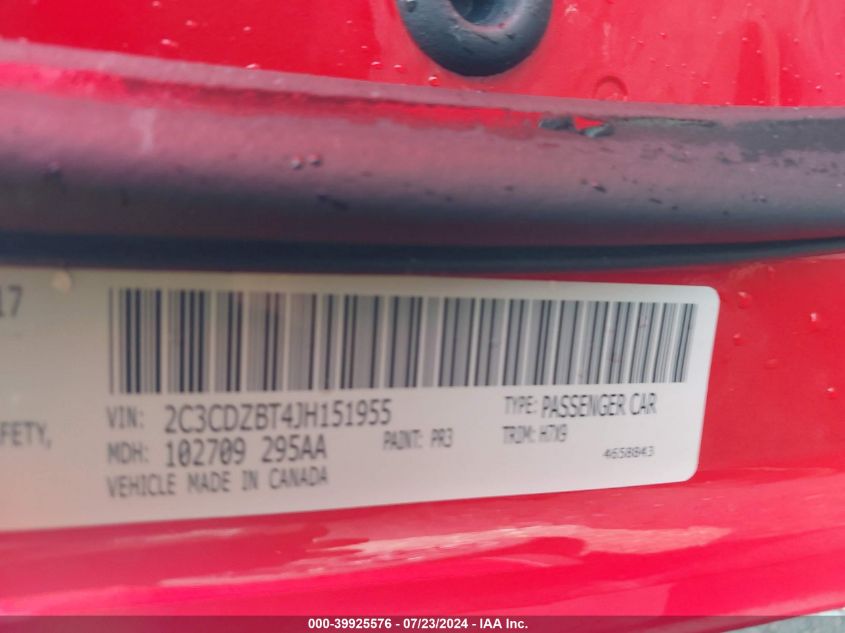 17
VIN: 2C3CDZBT4JH151955 TYPE: PASSENGER CAR
FETY, MDH: 102709 295AA PAINT: PR3 TRIM: H7X9
VEHICLE MADE IN CANADA 4658843
000-39925576 / 07/23/2024 - IAA Inc.